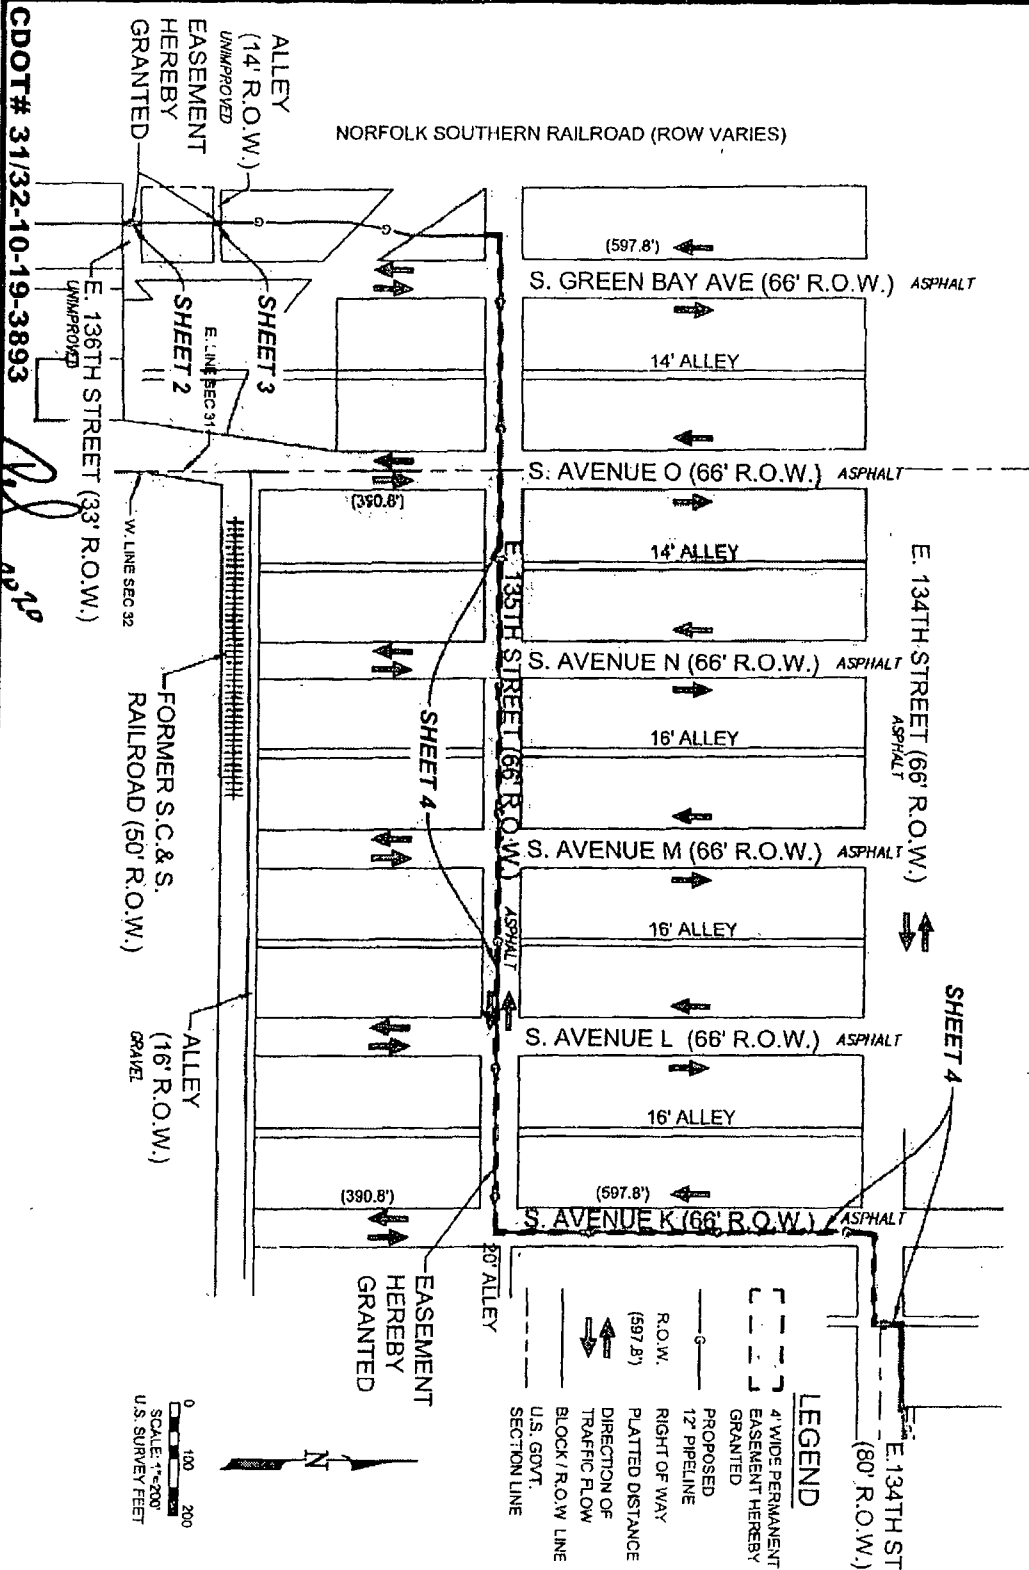 NORFOLK SOUTHERN RAILROAD (ROW VARIES)
ALLEY
(14' R.O.W.)
UNIMPROVED
EASEMENT
HEREBY
GRANTED
CDOT# 31/32-10-19-3893
SHEET 2
SHEET 3
E. 136TH STREET (33' R.O.W.)
UNIMPROVED
E. LINE SEC 31
W. LINE SEC 32
(597.8')
S. GREEN BAY AVE (66' R.O.W.) ASPHALT
14' ALLEY
S. AVENUE O (66' R.O.W.) ASPHALT
(390.8')
14' ALLEY
S. AVENUE N (66' R.O.W.) ASPHALT
16' ALLEY
S. AVENUE M (66' R.O.W.) ASPHALT
16' ALLEY
S. AVENUE L (66' R.O.W.) ASPHALT
16' ALLEY
(390.8')
(597.8')
S. AVENUE K (66' R.O.W.) ASPHALT
E. 134TH STREET (66' R.O.W.)
ASPHALT
E. 135TH STREET (66' R.O.W.)
ASPHALT
SHEET 4
SHEET 4
FORMER S.C.& S.
RAILROAD (50' R.O.W.)
ALLEY
(16' R.O.W.)
GRAVEL
20' ALLEY
EASEMENT
HEREBY
GRANTED
E.134TH ST
(80' R.O.W.)
LEGEND
4' WIDE PERMANENT
EASEMENT HEREBY
GRANTED
G
PROPOSED
12" PIPELINE
R.O.W. RIGHT OF WAY
(597.8') PLATTED DISTANCE
DIRECTION OF
TRAFFIC FLOW
BLOCK / R.O.W LINE
U.S. GOVT.
SECTION LINE
N
0 100 200
SCALE: 1"=200'
U.S. SURVEY FEET